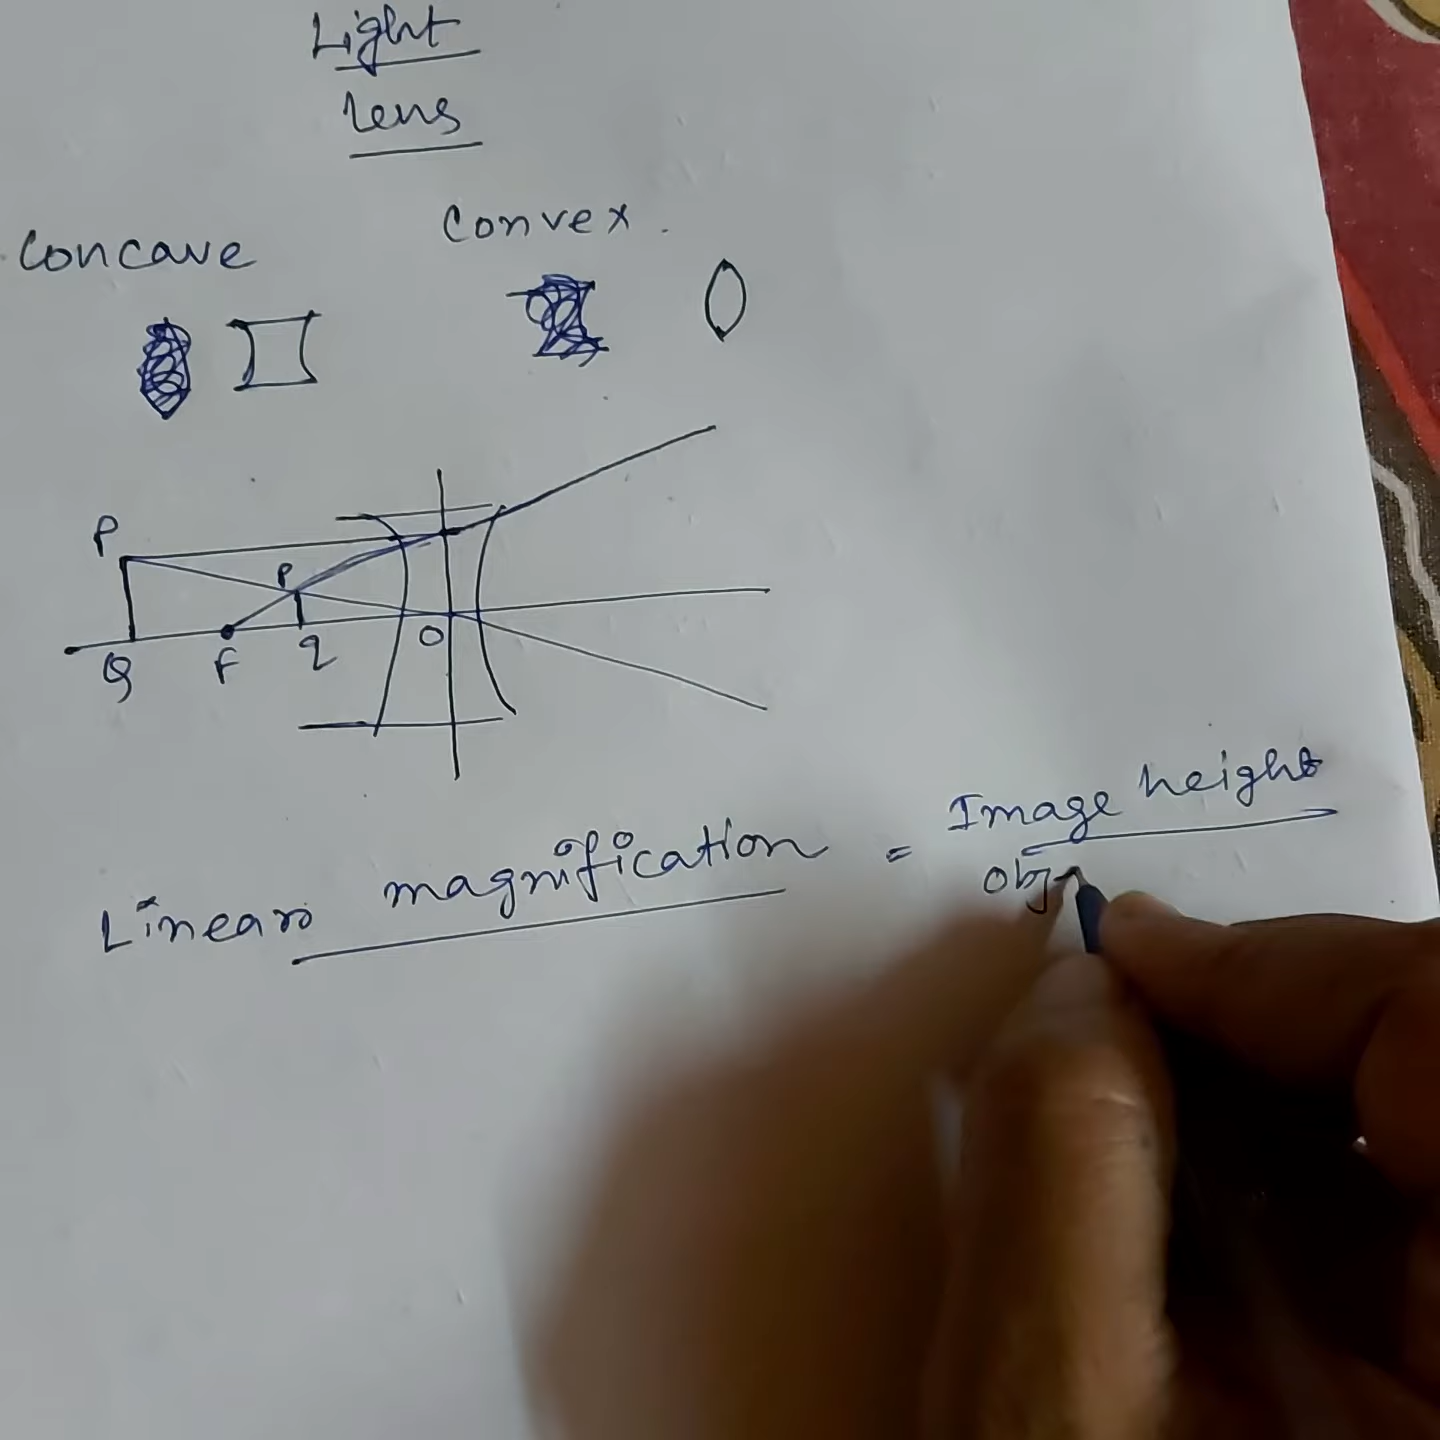 Light
Lens
Concave
Convex.
P
P
Q
F
q
O
Linear magnification = Image height
Obj